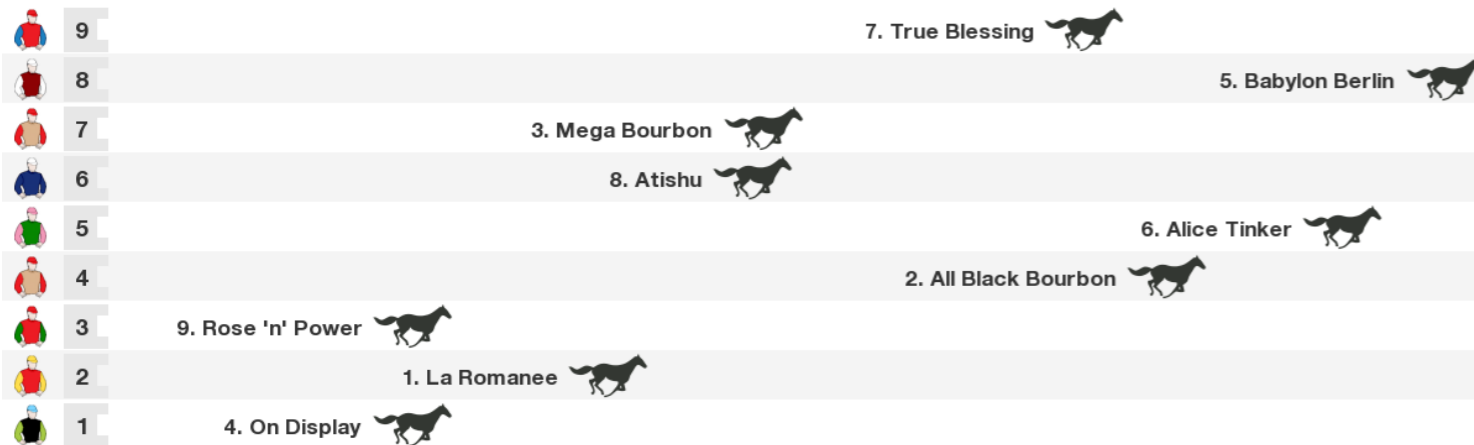 9 7. True Blessing
8 5. Babylon Berlin
7 3. Mega Bourbon
6 8. Atishu
5 6. Alice Tinker
4 2. All Black Bourbon
3 9. Rose 'n' Power
2 1. La Romanee
1 4. On Display